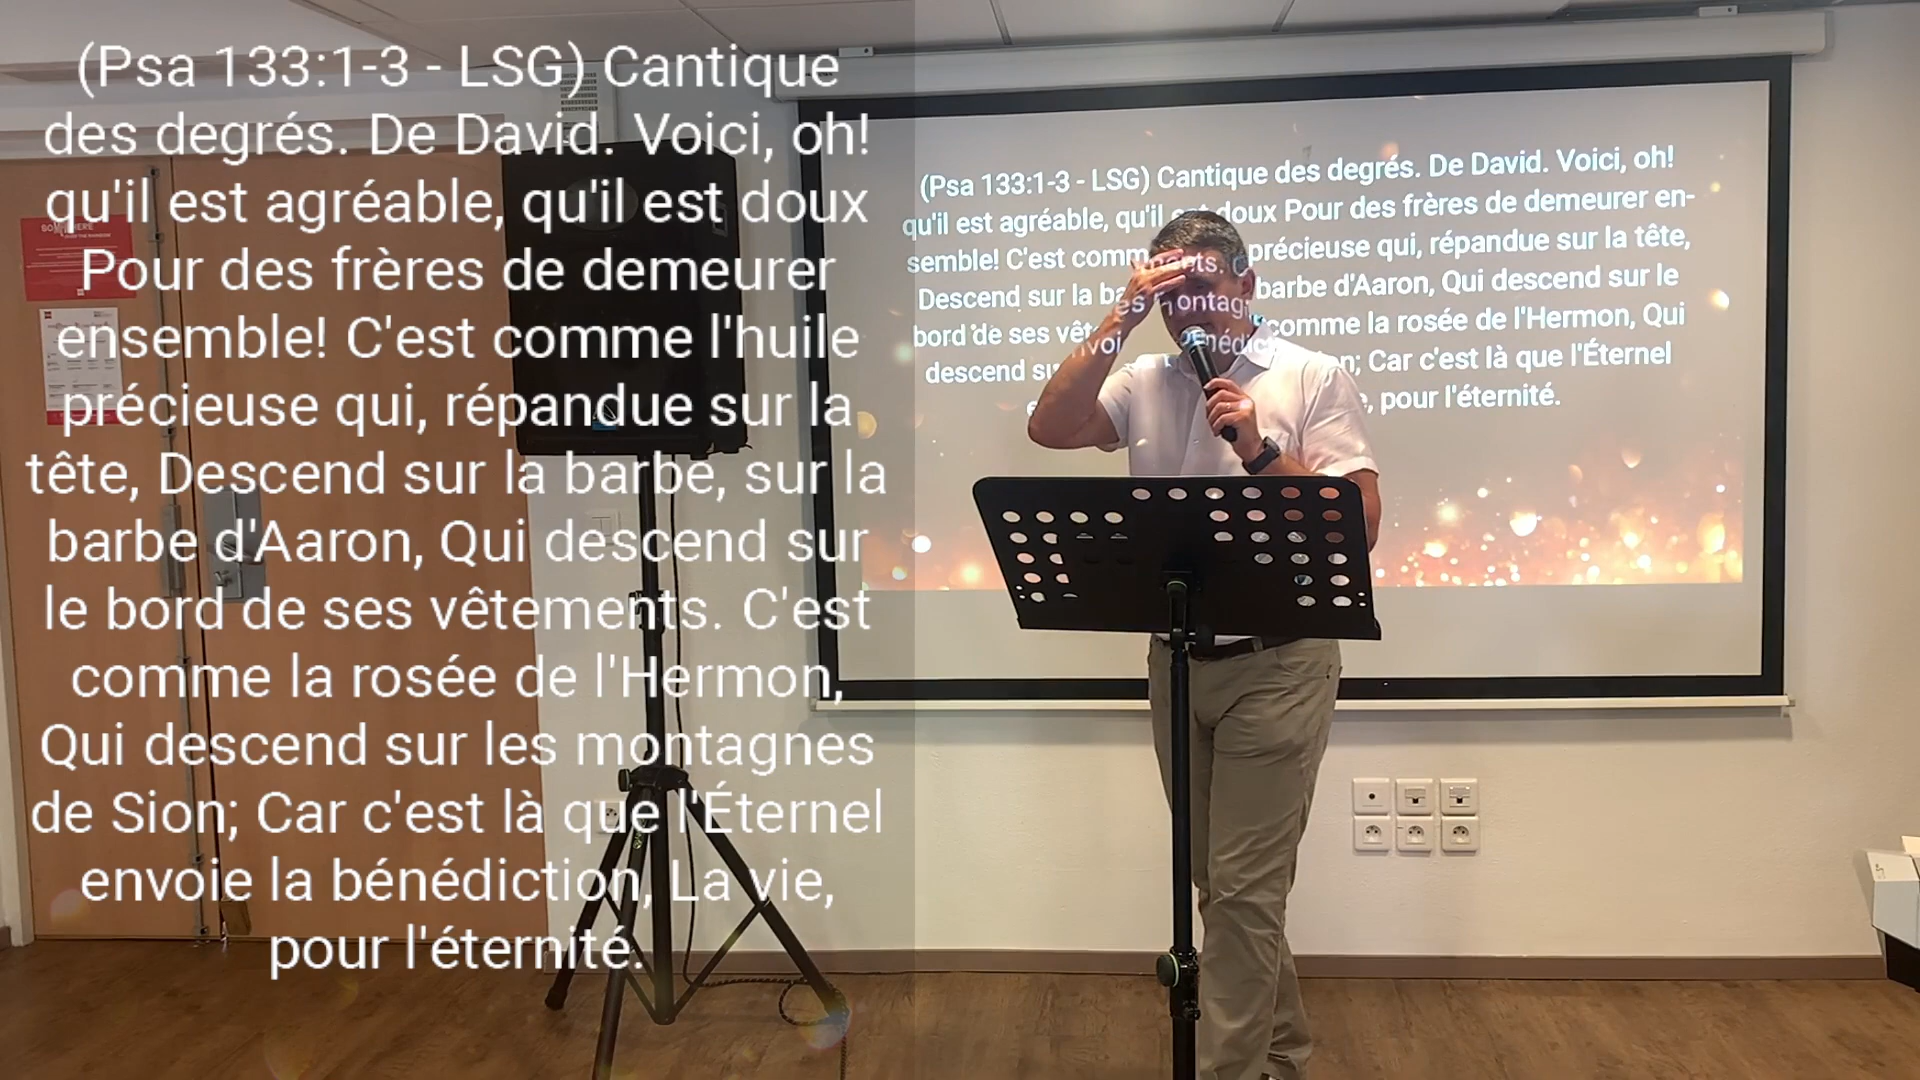 (Psa 133:1-3 - LSG) Cantique
des degrés. De David. Voici, oh!
qu'il est agréable, qu'il est doux
Pour des frères de demeurer
ensemble! C'est comme l'huile
précieuse qui, répandue sur la
tête, Descend sur la barbe, sur la
barbe d'Aaron, Qui descend sur
le bord de ses vêtements. C'est
comme la rosée de l'Hermon,
Qui descend sur les montagnes
de Sion; Car c'est là que l'Éternel
envoie la bénédiction, La vie,
pour l'éternité.
(Psa 133:1-3 - LSG) Cantique des degrés. De David. Voici, oh!
qu'il est agréable, qu'il est doux Pour des frères de demeurer en-
semble! C'est comme précieuse qui, répandue sur la tête,
Descend sur la barbe d'Aaron, Qui descend sur le
bord de ses comme la rosée de l'Hermon, Qui
descend Car c'est là que l'Éternel
pour l'éternité.